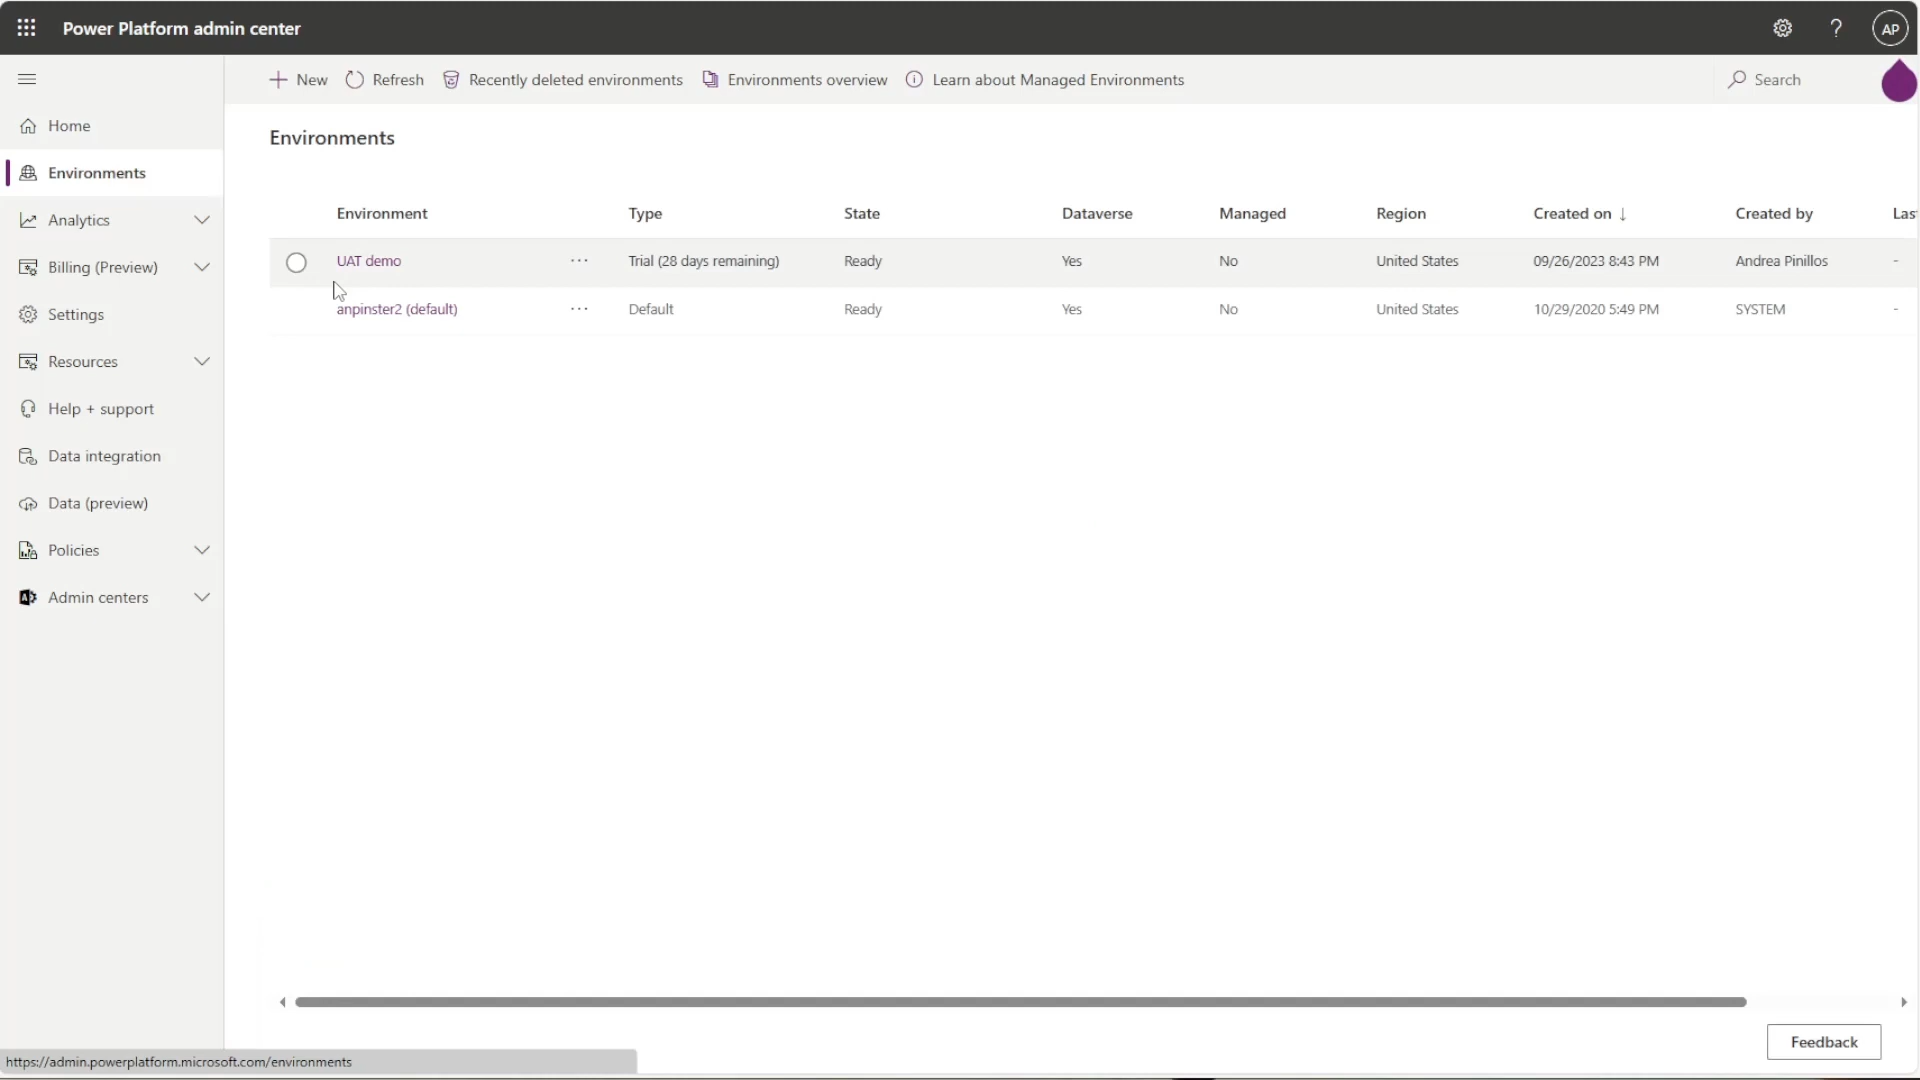 Power Platform admin center
?
AP
New
Refresh
Recently deleted environments
Environments overview
Learn about Managed Environments
Search
Home
Environments
Analytics
Billing (Preview)
Settings
Resources
Help + support
Data integration
Data (preview)
Policies
Admin centers
Environments
Environment Type State Dataverse Managed Region Created on ↓ Created by Las
UAT demo ··· Trial (28 days remaining) Ready Yes No United States 09/26/2023 8:43 PM Andrea Pinillos -
anpinster2 (default) ··· Default Ready Yes No United States 10/29/2020 5:49 PM SYSTEM -
Feedback
https://admin.powerplatform.microsoft.com/environments